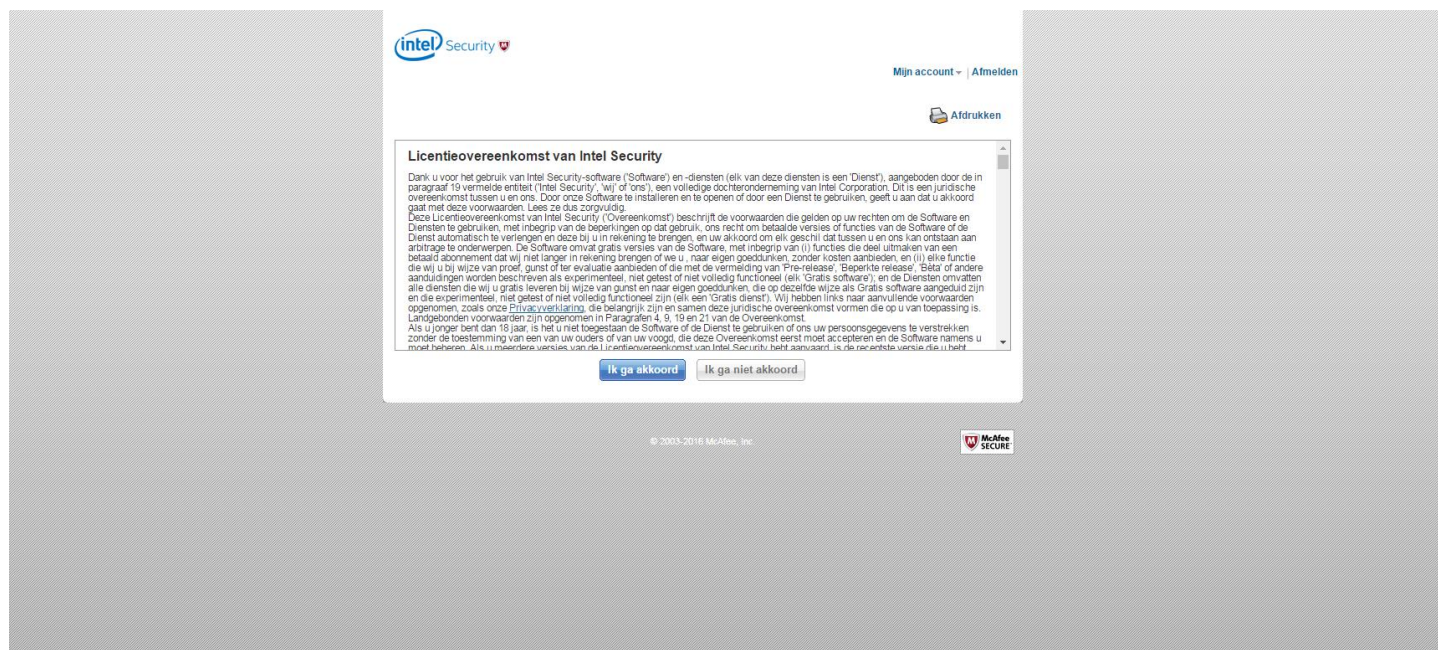 intel Security
Mijn account | Afmelden
Afdrukken
Licentieovereenkomst van Intel Security
Dank u voor het gebruik van Intel Security-software ('Software') en -diensten (elk van deze diensten is een 'Dienst'), aangeboden door de in
paragraaf 19 vermelde entiteit ('Intel Security', 'wij' of 'ons'), een volledige dochteronderneming van Intel Corporation. Dit is een juridische
overeenkomst tussen u en ons. Door onze Software te installeren en te openen of door een Dienst te gebruiken, geeft u aan dat u akkoord
gaat met deze voorwaarden. Lees ze dus zorgvuldig.
Deze Licentieovereenkomst van Intel Security ('Overeenkomst') beschrijft de voorwaarden die gelden op uw rechten om de Software en
Diensten te gebruiken, met inbegrip van de beperkingen op dat gebruik, ons recht om betaalde versies of functies van de Software of de
Dienst automatisch te verlengen en deze bij u in rekening te brengen, en uw akkoord om elk geschil dat tussen u en ons kan ontstaan aan
arbitrage te onderwerpen. De Software omvat gratis versies van de Software, met inbegrip van (i) functies die deel uitmaken van een
betaald abonnement dat wij niet langer in rekening brengen of we u , naar eigen goeddunken, zonder kosten aanbieden, en (ii) elke functie
die wij u bij wijze van proef, gunst of ter evaluatie aanbieden of die met de vermelding van 'Pre-release', 'Beperkte release', 'Bèta' of andere
aanduidingen worden beschreven als experimenteel, niet getest of niet volledig functioneel (elk 'Gratis software'); en de Diensten omvatten
alle diensten die wij u gratis leveren bij wijze van gunst en naar eigen goeddunken, die op dezelfde wijze als Gratis software aangeduid zijn
en die experimenteel, niet getest of niet volledig functioneel zijn (elk een 'Gratis dienst'). Wij hebben links naar aanvullende voorwaarden
opgenomen, zoals onze Privacyverklaring, die belangrijk zijn en samen deze juridische overeenkomst vormen die op u van toepassing is.
Landgebonden voorwaarden zijn opgenomen in Paragrafen 4, 9, 19 en 21 van de Overeenkomst.
Als u jonger bent dan 18 jaar, is het u niet toegestaan de Software of de Dienst te gebruiken of ons uw persoonsgegevens te verstrekken
zonder de toestemming van een van uw ouders of van uw voogd, die deze Overeenkomst eerst moet accepteren en de Software namens u
moet beheren. Als u meerdere versies van de Licentieovereenkomst van Intel Security hebt aanvaard, is de recentste versie die u hebt
Ik ga akkoord
Ik ga niet akkoord
© 2003-2016 McAfee, Inc.
McAfee
SECURE